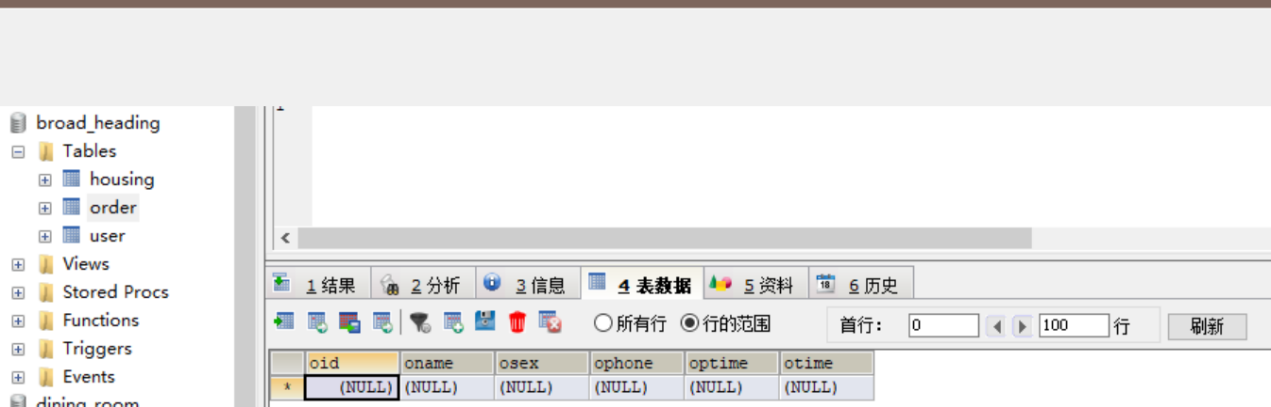 broad_heading
Tables
housing
order
user
Views
Stored Procs
Functions
Triggers
Events
dining_room
1
1 结果 2 分析 3 信息 4 表数据 5 资料 6 历史
所有行 行的范围 首行: 0 100 行 刷新
oid oname osex ophone optime otime
* (NULL) (NULL) (NULL) (NULL) (NULL) (NULL)